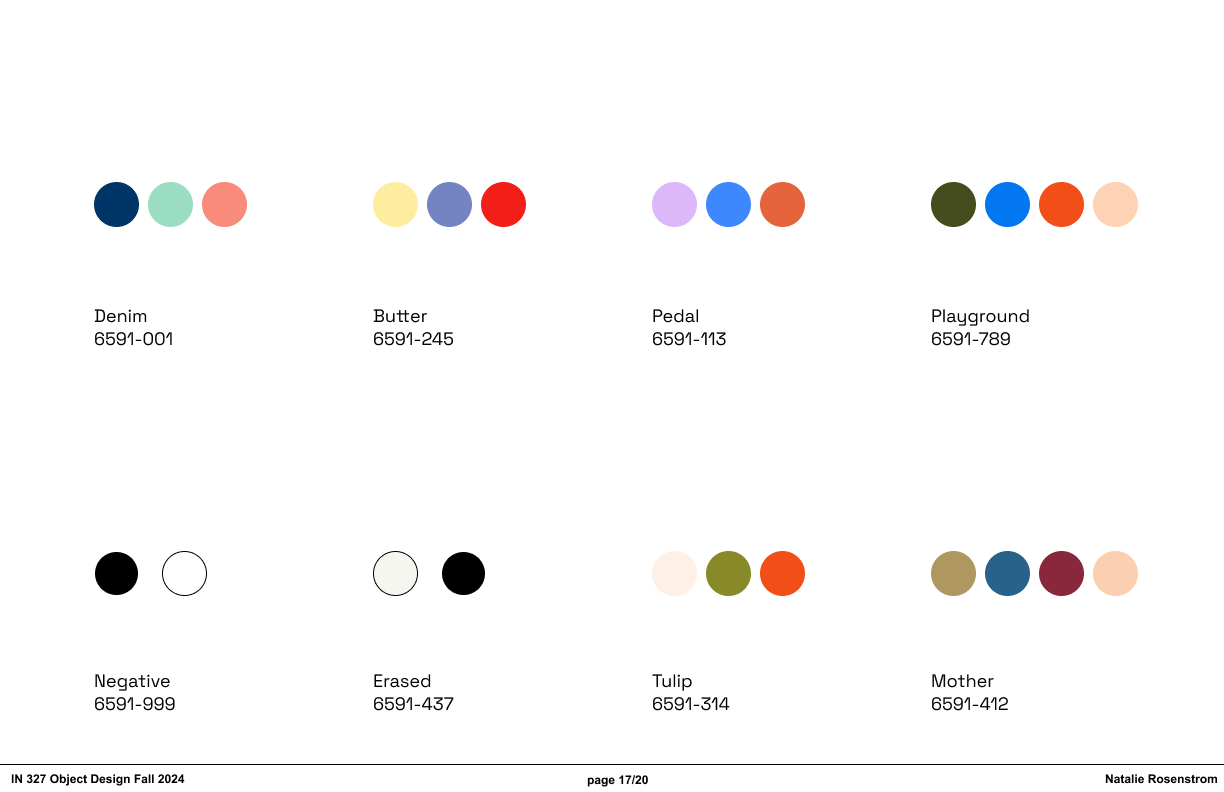 Denim
6591-001
Butter
6591-245
Pedal
6591-113
Playground
6591-789
Negative
6591-999
Erased
6591-437
Tulip
6591-314
Mother
6591-412
IN 327 Object Design Fall 2024
page 17/20
Natalie Rosenstrom